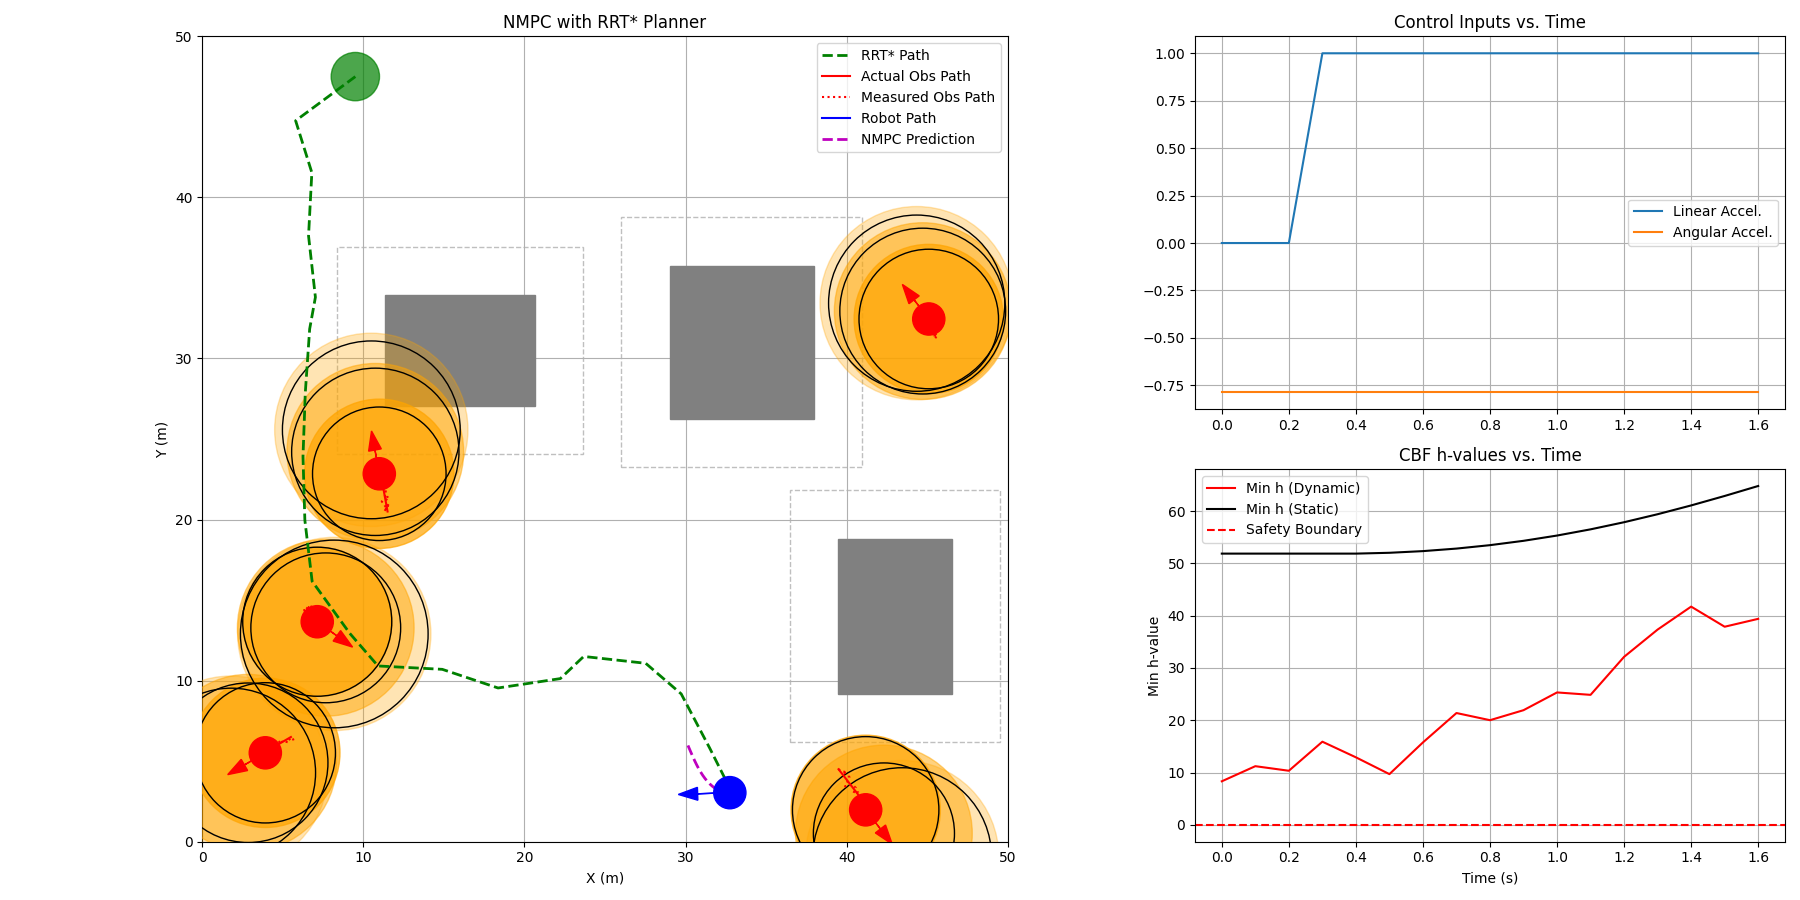 NMPC with RRT* Planner
50
40
30
20
10
0
Y (m)
0 10 20 30 40 50
X (m)
RRT* Path
Actual Obs Path
Measured Obs Path
Robot Path
NMPC Prediction
Control Inputs vs. Time
1.00
0.75
0.50
0.25
0.00
−0.25
−0.50
−0.75
0.0 0.2 0.4 0.6 0.8 1.0 1.2 1.4 1.6
Linear Accel.
Angular Accel.
CBF h-values vs. Time
60
50
40
30
20
10
0
Min h-value
0.0 0.2 0.4 0.6 0.8 1.0 1.2 1.4 1.6
Time (s)
Min h (Dynamic)
Min h (Static)
Safety Boundary